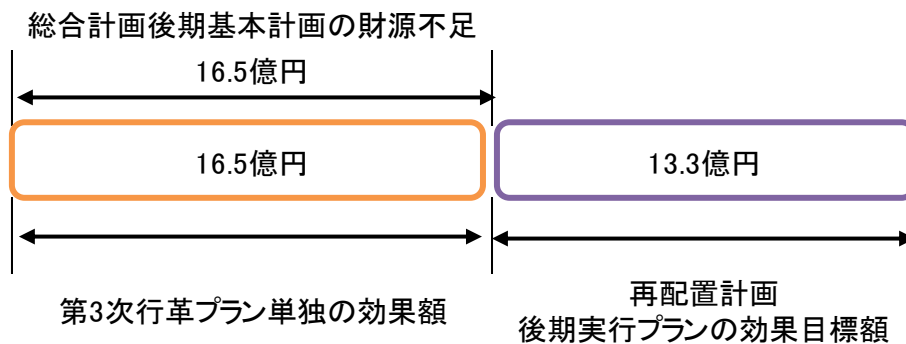 総合計画後期基本計画の財源不足
16.5億円
16.5億円
13.3億円
第3次行革プラン単独の効果額
再配置計画
後期実行プランの効果目標額